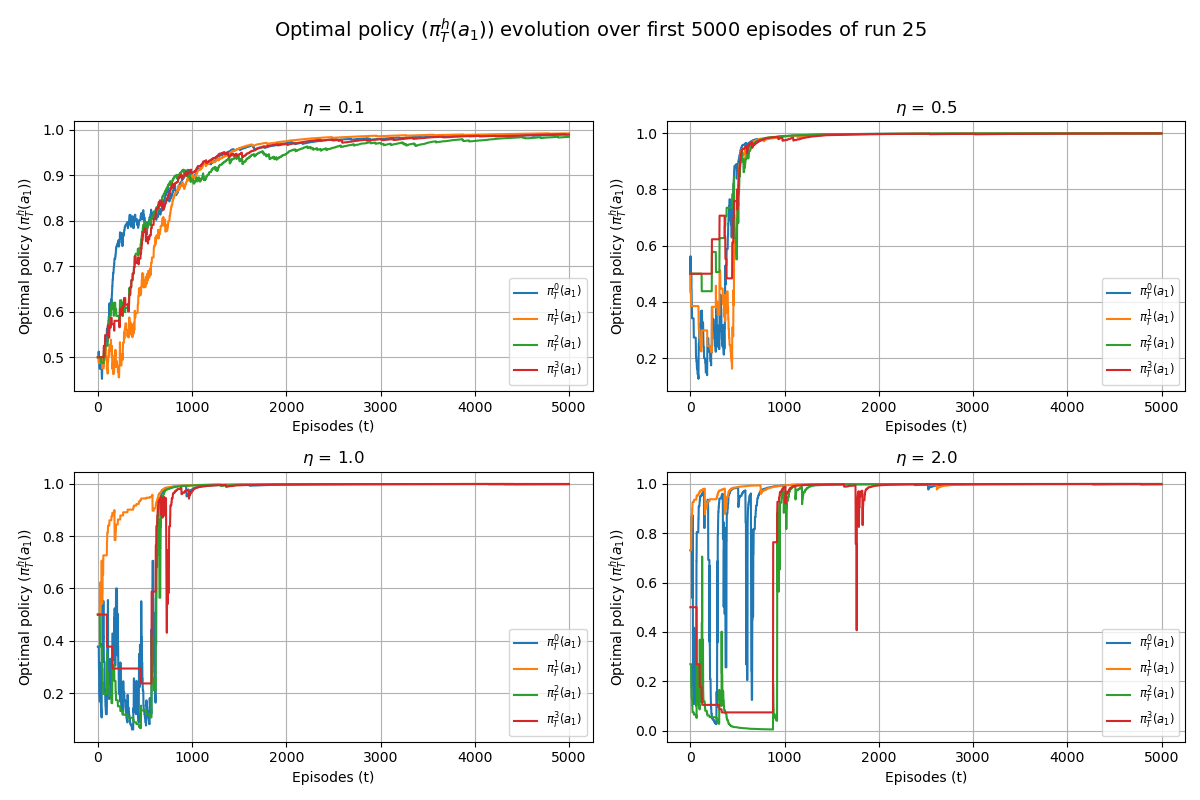 Optimal policy (π_T^h(a_1)) evolution over first 5000 episodes of run 25
η = 0.1
Optimal policy (π_T^h(a_1))
1.0
0.9
0.8
0.7
0.6
0.5
π_T^0(a_1)
π_T^1(a_1)
π_T^2(a_1)
π_T^3(a_1)
0 1000 2000 3000 4000 5000
Episodes (t)
η = 0.5
Optimal policy (π_T^h(a_1))
1.0
0.8
0.6
0.4
0.2
π_T^0(a_1)
π_T^1(a_1)
π_T^2(a_1)
π_T^3(a_1)
0 1000 2000 3000 4000 5000
Episodes (t)
η = 1.0
Optimal policy (π_T^h(a_1))
1.0
0.8
0.6
0.4
0.2
π_T^0(a_1)
π_T^1(a_1)
π_T^2(a_1)
π_T^3(a_1)
0 1000 2000 3000 4000 5000
Episodes (t)
η = 2.0
Optimal policy (π_T^h(a_1))
1.0
0.8
0.6
0.4
0.2
0.0
π_T^0(a_1)
π_T^1(a_1)
π_T^2(a_1)
π_T^3(a_1)
0 1000 2000 3000 4000 5000
Episodes (t)